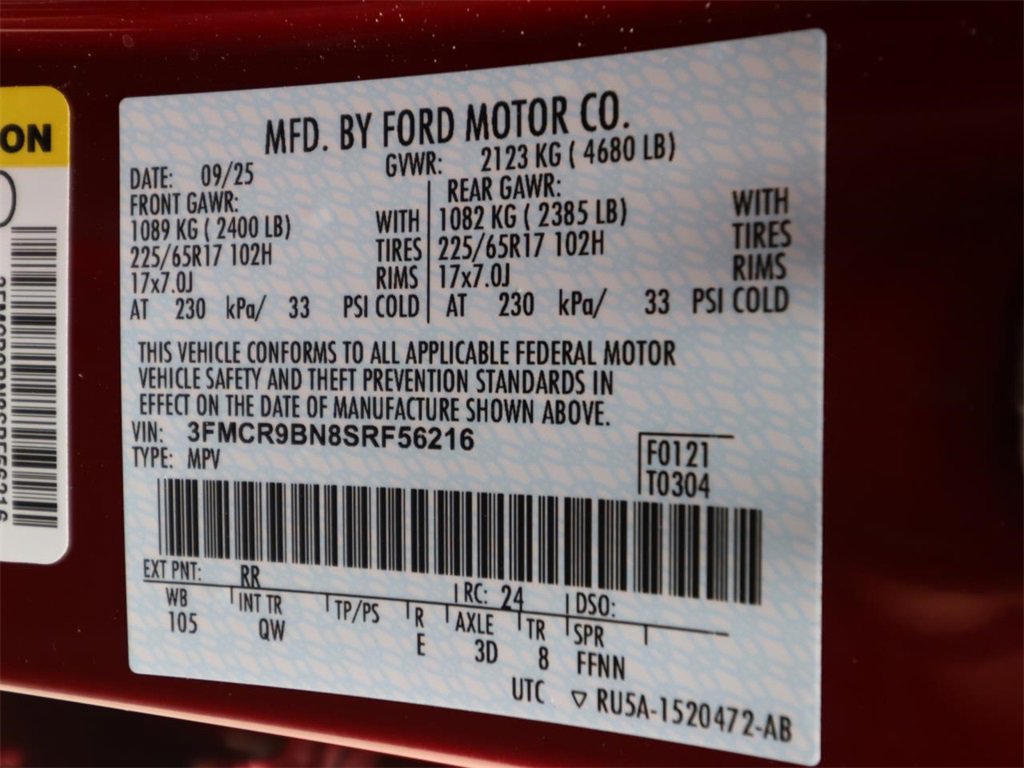 ON
MFD. BY FORD MOTOR CO.
DATE: 09/25 GVWR: 2123 KG ( 4680 LB)
FRONT GAWR: REAR GAWR:
1089 KG ( 2400 LB) WITH 1082 KG ( 2385 LB) WITH
225/65R17 102H TIRES 225/65R17 102H TIRES
17x7.0J RIMS 17x7.0J RIMS
AT 230 kPa/ 33 PSI COLD AT 230 kPa/ 33 PSI COLD
THIS VEHICLE CONFORMS TO ALL APPLICABLE FEDERAL MOTOR
VEHICLE SAFETY AND THEFT PREVENTION STANDARDS IN
EFFECT ON THE DATE OF MANUFACTURE SHOWN ABOVE.
VIN: 3FMCR9BN8SRF56216
TYPE: MPV
F0121
T0304
EXT PNT: RR RC: 24 DSO:
WB INT TR TP/PS R AXLE TR SPR
105 QW E 3D 8 FFNN
UTC ▽ RU5A-1520472-AB